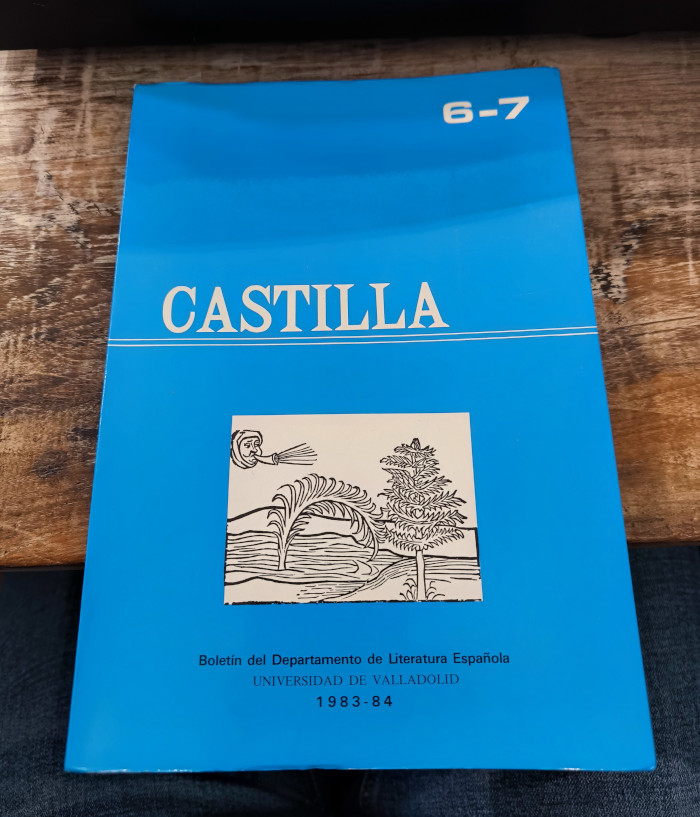 6-7
CASTILLA
Boletín del Departamento de Literatura Española
UNIVERSIDAD DE VALLADOLID
1983-84